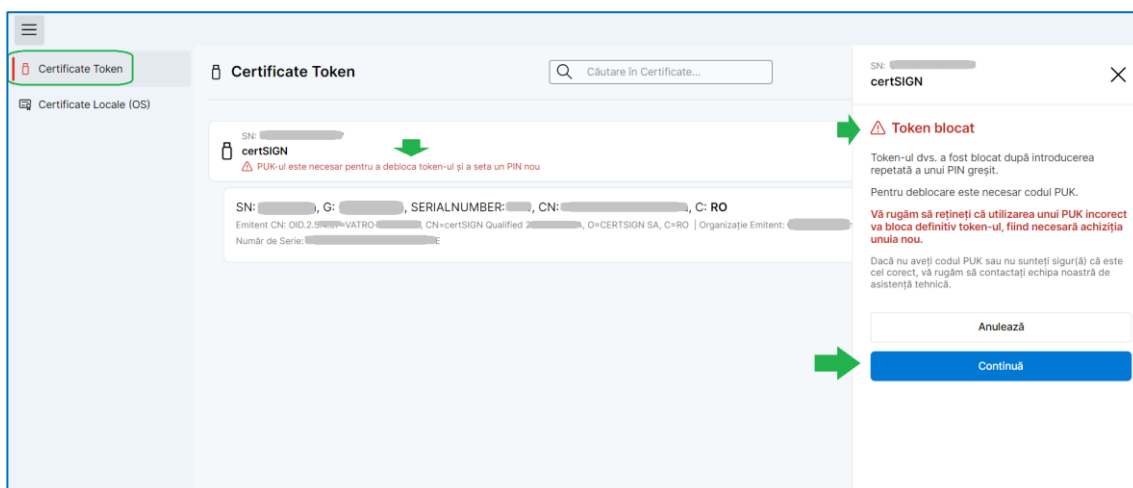 Certificate Token
Certificate Locale (OS)
Certificate Token
Căutare în Certificate...
SN:
certSIGN
PUK-ul este necesar pentru a debloca token-ul și a seta un PIN nou
SN: , G: , SERIALNUMBER: , CN: , C: RO
Emitent CN: OID.2.5 =VATRO , CN=certSIGN Qualified 2 , O=CERTSIGN SA, C=RO | Organizație Emitent:
Număr de Serie: E
SN:
certSIGN
Token blocat
Token-ul dvs. a fost blocat după introducerea
repetată a unui PIN greșit.
Pentru deblocare este necesar codul PUK.
Vă rugăm să rețineți că utilizarea unui PUK incorect
va bloca definitiv token-ul, fiind necesară achiziția
unuia nou.
Dacă nu aveți codul PUK sau nu sunteți sigur(ă) că este
cel corect, vă rugăm să contactați echipa noastră de
asistență tehnică.
Anulează
Continuă